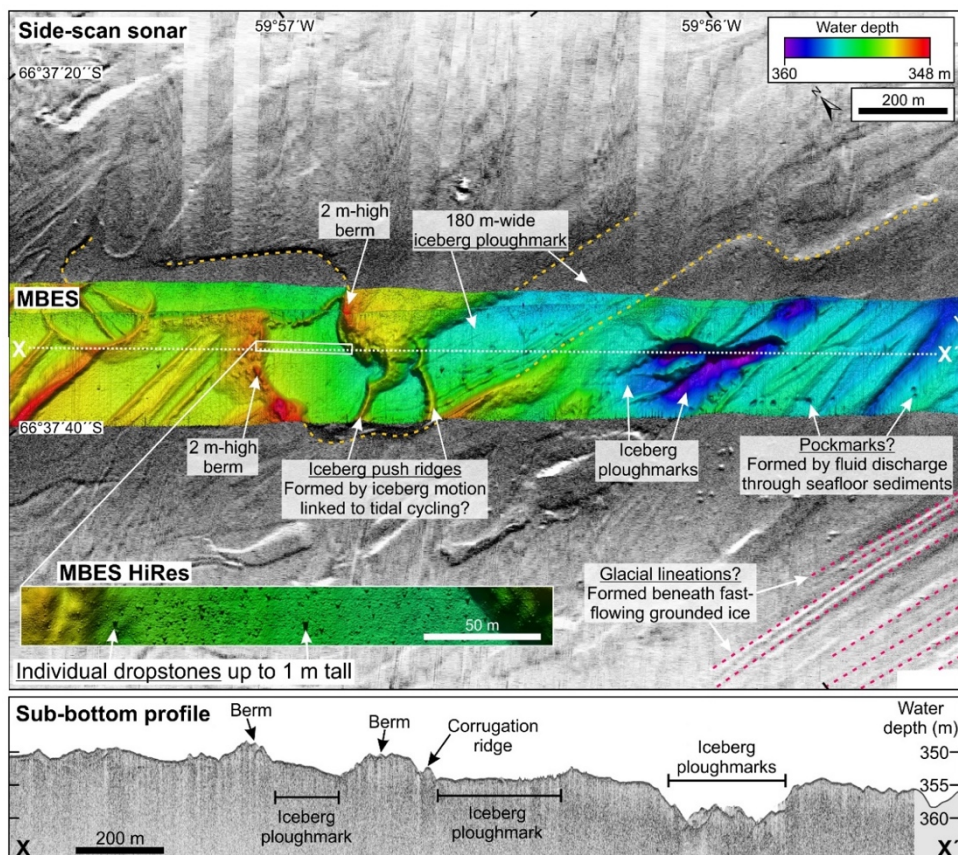 Side-scan sonar
59°57´W
59°56´W
Water depth
360
348 m
66°37´20´´S
N
200 m
2 m-high
berm
180 m-wide
iceberg ploughmark
MBES
X
X'
66°37´40´´S
2 m-high
berm
Iceberg push ridges
Formed by iceberg motion
linked to tidal cycling?
Iceberg
ploughmarks
Pockmarks?
Formed by fluid discharge
through seafloor sediments
MBES HiRes
50 m
Individual dropstones up to 1 m tall
Glacial lineations?
Formed beneath fast-
flowing grounded ice
Sub-bottom profile
Berm
Berm
Corrugation
ridge
Iceberg
ploughmarks
Water
depth (m)
350
355
360
Iceberg
ploughmark
Iceberg
ploughmark
X
200 m
X'